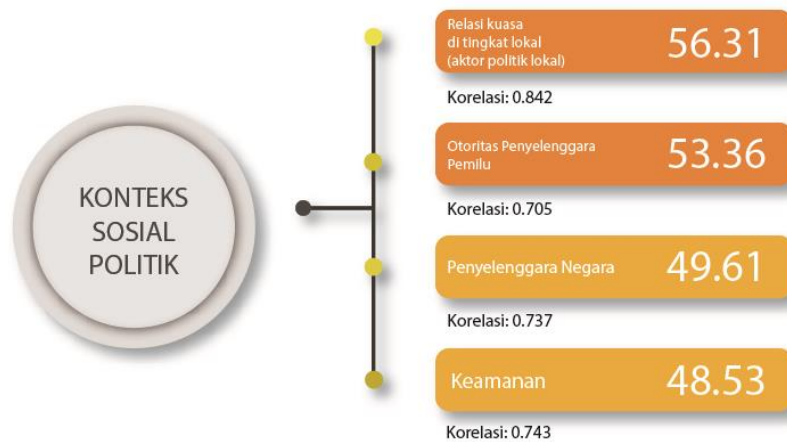 KONTEKS
SOSIAL
POLITIK
Relasi kuasa
di tingkat lokal
(aktor politik lokal)
56.31
Korelasi: 0.842
Otoritas Penyelenggara
Pemilu
53.36
Korelasi: 0.705
Penyelenggara Negara
49.61
Korelasi: 0.737
Keamanan
48.53
Korelasi: 0.743